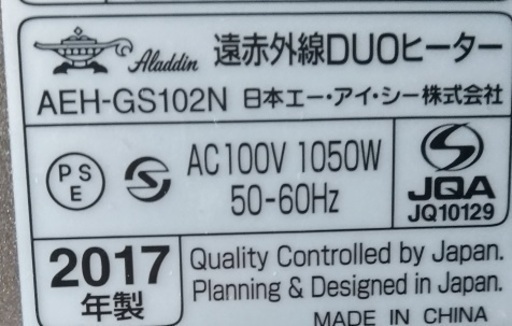 Aladdin 遠赤外線DUOヒーター
AEH-GS102N 日本エー・アイ・シー株式会社
PS
E
AC100V 1050W
50-60Hz
JQA
JQ10129
2017
年製
Quality Controlled by Japan.
Planning & Designed in Japan.
MADE IN CHINA